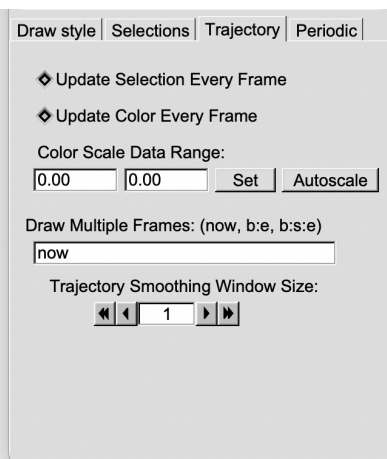 Draw style Selections Trajectory Periodic
Update Selection Every Frame
Update Color Every Frame
Color Scale Data Range:
0.00 0.00 Set Autoscale
Draw Multiple Frames: (now, b:e, b:s:e)
now
Trajectory Smoothing Window Size:
1